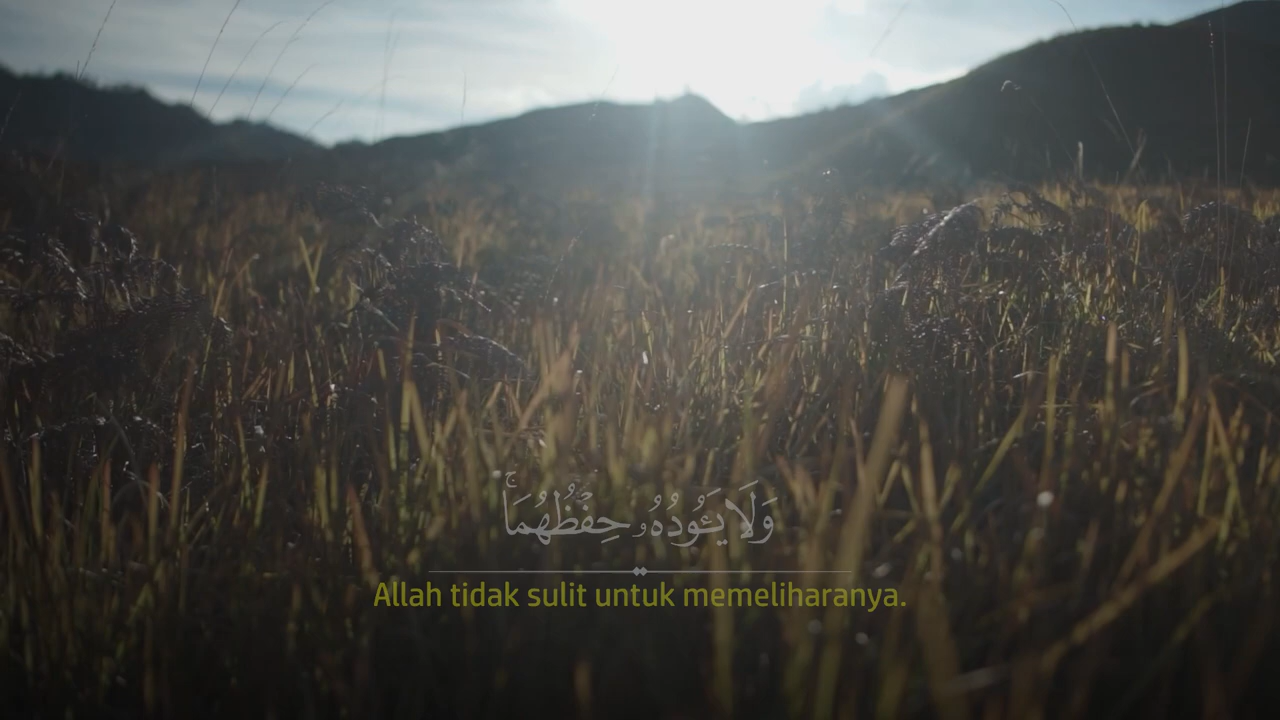 وَلَا يَـُٔودُهُۥ حِفْظُهُمَاۚ
Allah tidak sulit untuk memeliharanya.